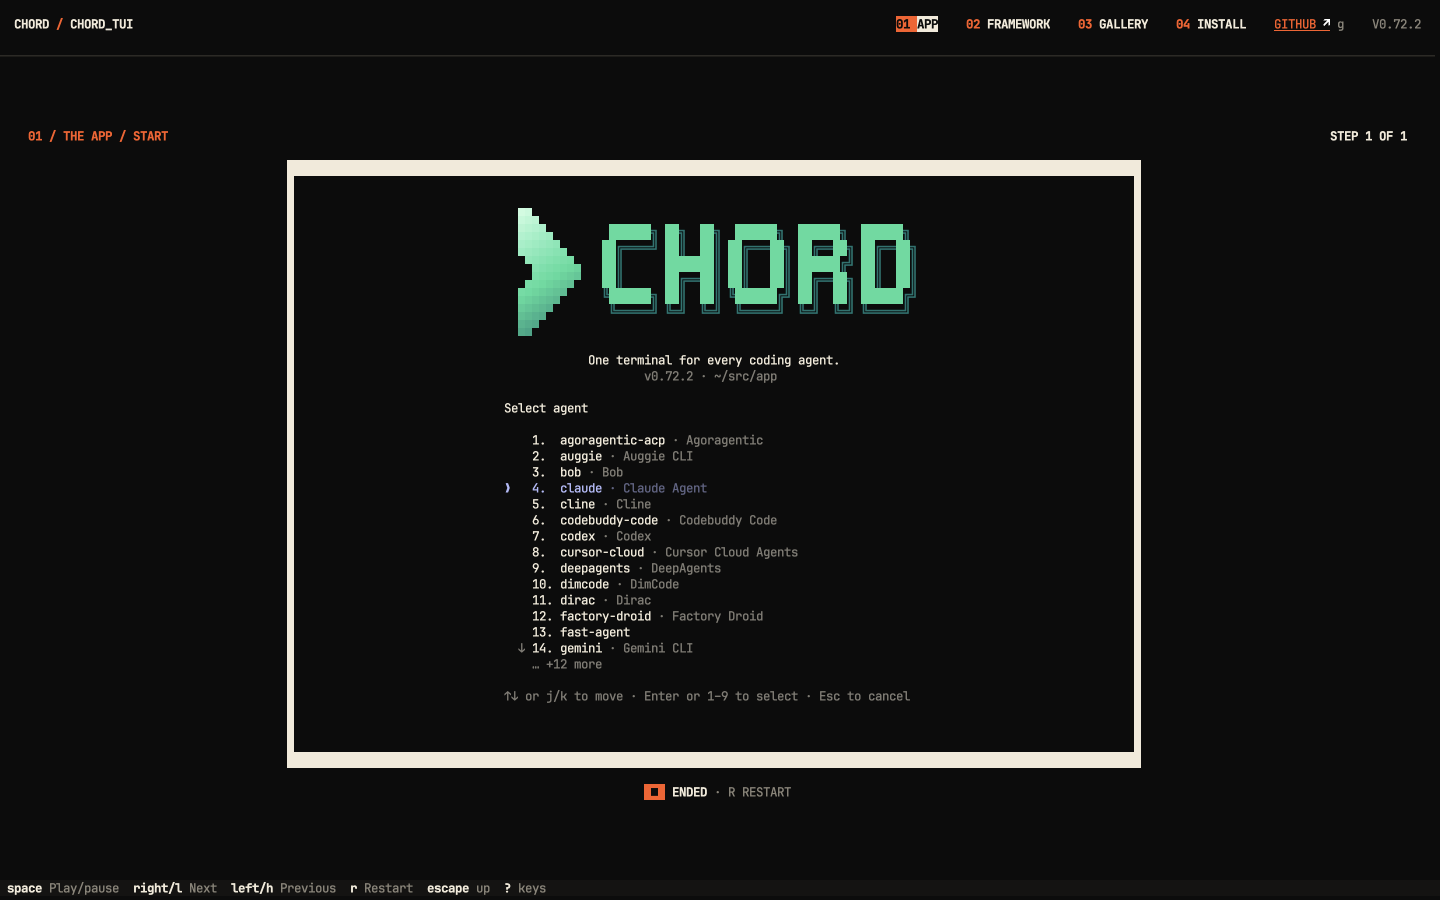 CHORD / CHORD_TUI
01 APP 02 FRAMEWORK 03 GALLERY 04 INSTALL GITHUB ↗ g V0.72.2
01 / THE APP / START
STEP 1 OF 1
CHORD
One terminal for every coding agent.
v0.72.2 · ~/src/app
Select agent
1. agoragentic-acp · Agoragentic
2. auggie · Auggie CLI
3. bob · Bob
❯ 4. claude · Claude Agent
5. cline · Cline
6. codebuddy-code · Codebuddy Code
7. codex · Codex
8. cursor-cloud · Cursor Cloud Agents
9. deepagents · DeepAgents
10. dimcode · DimCode
11. dirac · Dirac
12. factory-droid · Factory Droid
13. fast-agent
↓ 14. gemini · Gemini CLI
… +12 more
↑↓ or j/k to move · Enter or 1–9 to select · Esc to cancel
ENDED · R RESTART
space Play/pause right/l Next left/h Previous r Restart escape up ? keys